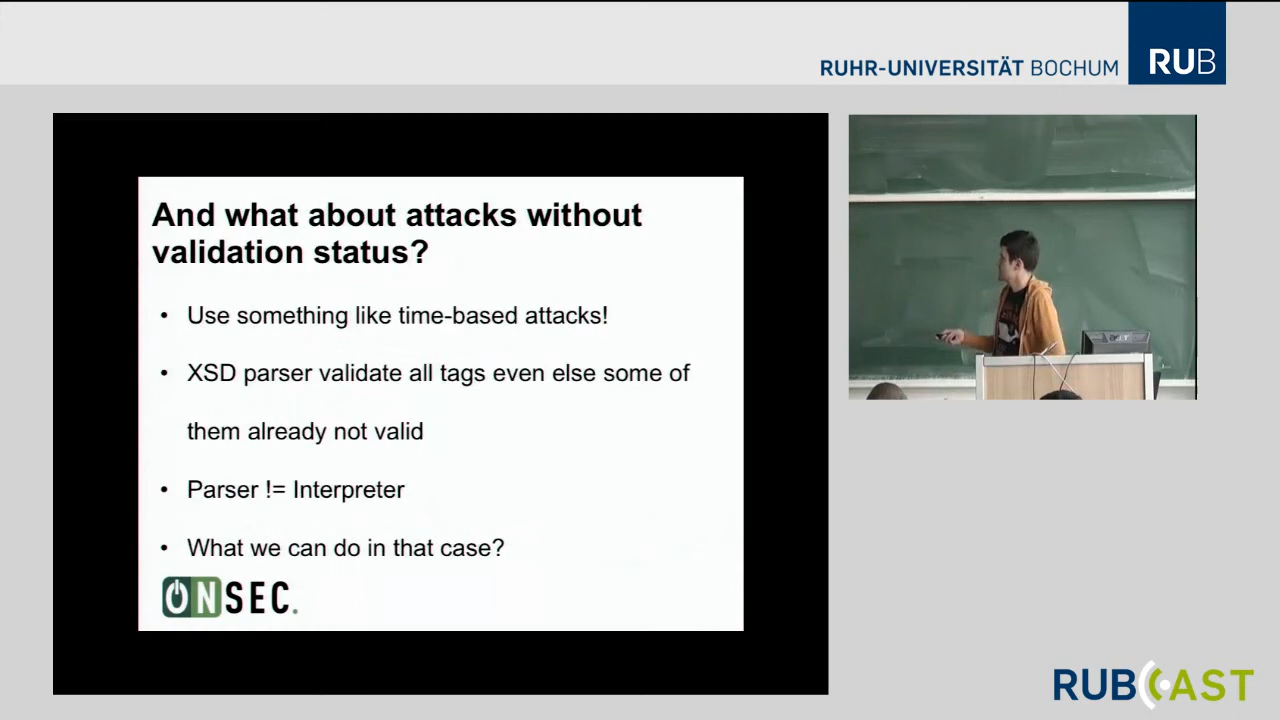 RUHR-UNIVERSITÄT BOCHUM
RUB
And what about attacks without
validation status?
• Use something like time-based attacks!
• XSD parser validate all tags even else some of
them already not valid
• Parser != Interpreter
• What we can do in that case?
ONSEC.
RUBCAST